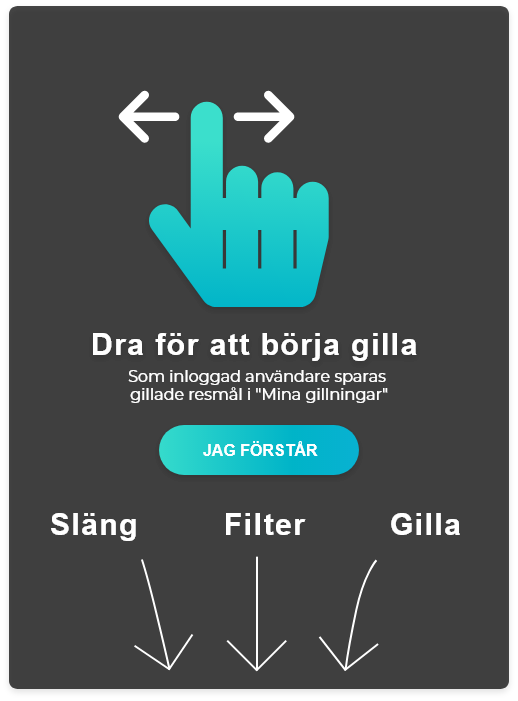 Dra för att börja gilla
Som inloggad användare sparas
gillade resmål i "Mina gillningar"
JAG FÖRSTÅR
Släng Filter Gilla